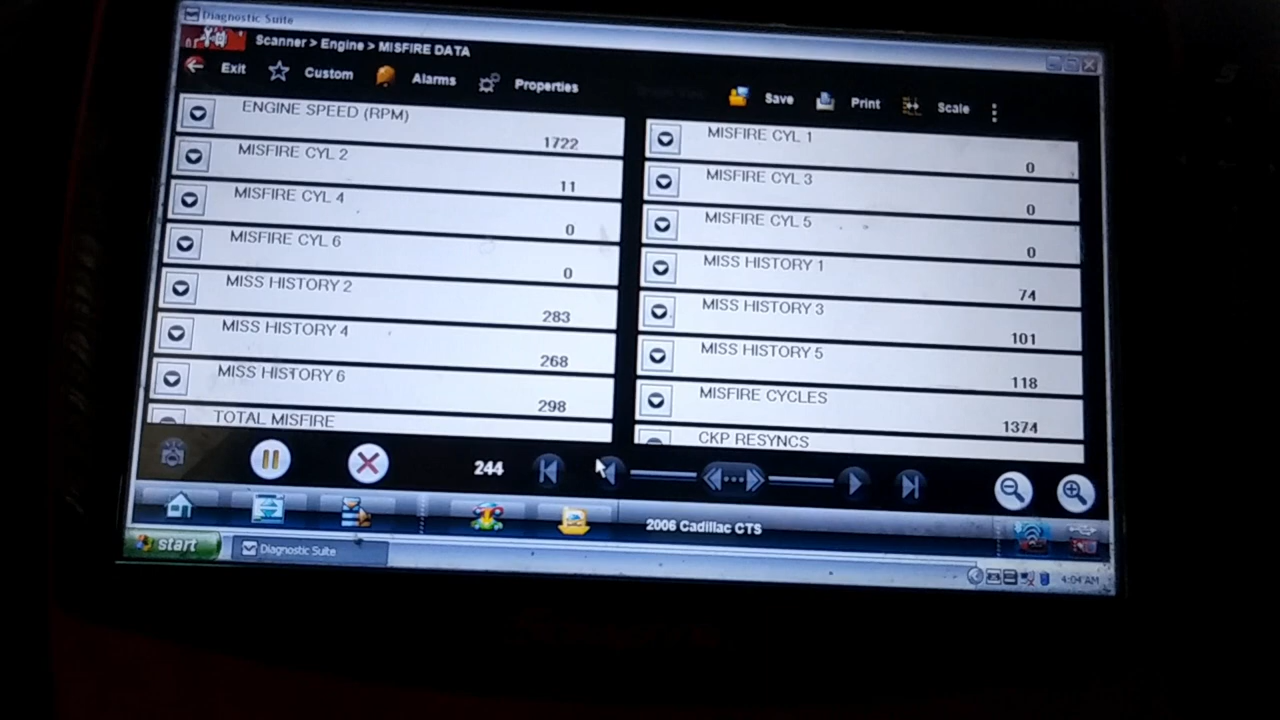 Diagnostic Suite
Scanner > Engine > MISFIRE DATA
Exit Custom Alarms Properties Save Print Scale
ENGINE SPEED (RPM)
1722
MISFIRE CYL 1
0
MISFIRE CYL 2
11
MISFIRE CYL 3
0
MISFIRE CYL 4
0
MISFIRE CYL 5
0
MISFIRE CYL 6
0
MISS HISTORY 1
74
MISS HISTORY 2
283
MISS HISTORY 3
101
MISS HISTORY 4
268
MISS HISTORY 5
118
MISS HISTORY 6
298
MISFIRE CYCLES
1374
TOTAL MISFIRE
CKP RESYNCS
244
2006 Cadillac CTS
start
Diagnostic Suite
4:04 AM